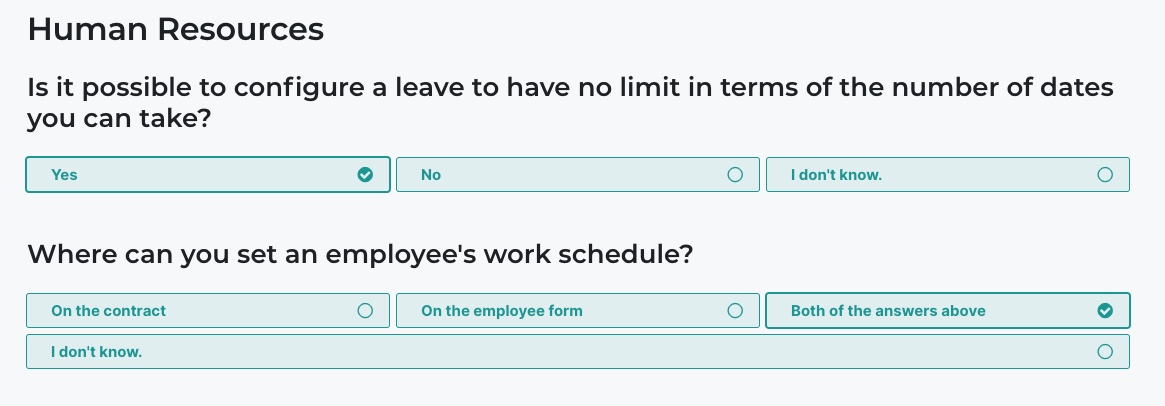 Human Resources
Is it possible to configure a leave to have no limit in terms of the number of dates
you can take?
Yes
No
I don't know.
Where can you set an employee's work schedule?
On the contract
On the employee form
Both of the answers above
I don't know.